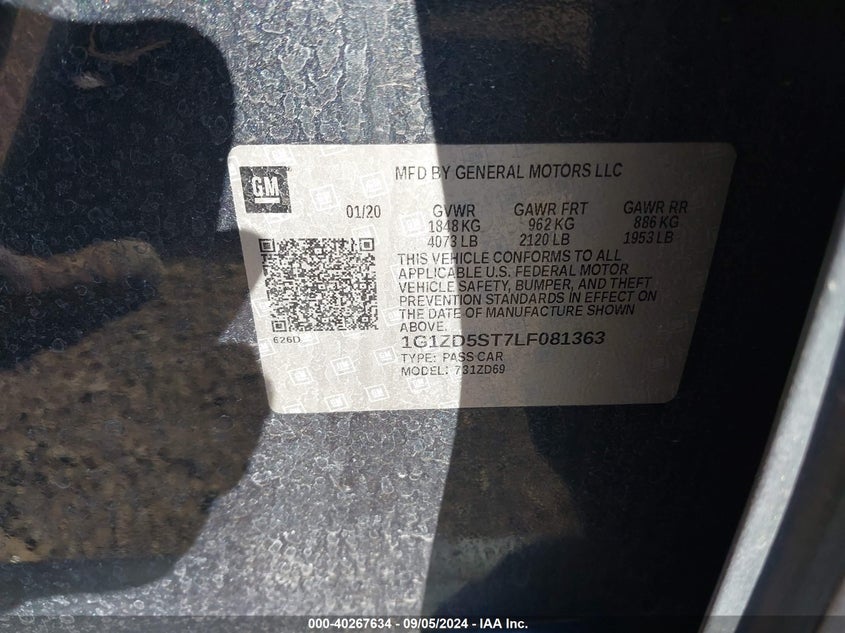 GM
MFD BY GENERAL MOTORS LLC
01/20
GVWR GAWR FRT GAWR RR
1848 KG 962 KG 886 KG
4073 LB 2120 LB 1953 LB
THIS VEHICLE CONFORMS TO ALL
APPLICABLE U.S. FEDERAL MOTOR
VEHICLE SAFETY, BUMPER, AND THEFT
PREVENTION STANDARDS IN EFFECT ON
THE DATE OF MANUFACTURE SHOWN
ABOVE.
626D
1G1ZD5ST7LF081363
TYPE: PASS CAR
MODEL: 731ZD69
000-40267634 - 09/05/2024 - IAA Inc.